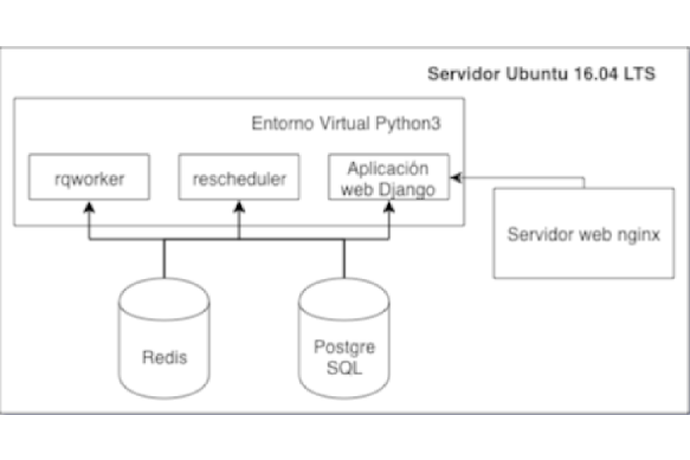 Servidor Ubuntu 16.04 LTS
Entorno Virtual Python3
rqworker
rescheduler
Aplicación
web Django
Servidor web nginx
Redis
Postgre
SQL